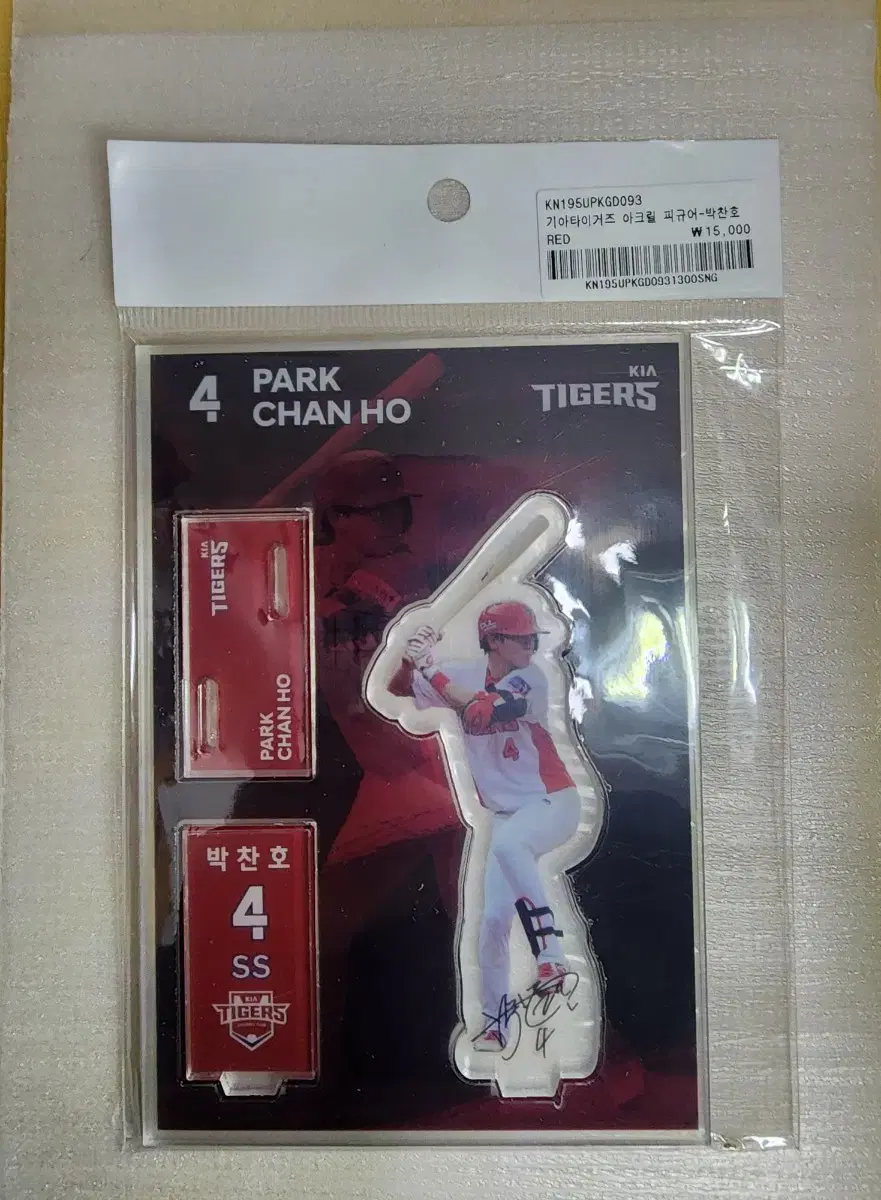 KN195UPKGD093
기아타이거즈 아크릴 피규어-박찬호
RED ₩15,000
KN195UPKGD0931300SNG
4 PARK
CHAN HO
KIA
TIGERS
KIA
TIGERS
PARK
CHAN HO
박찬호
4
SS
KIA
TIGERS
4
4